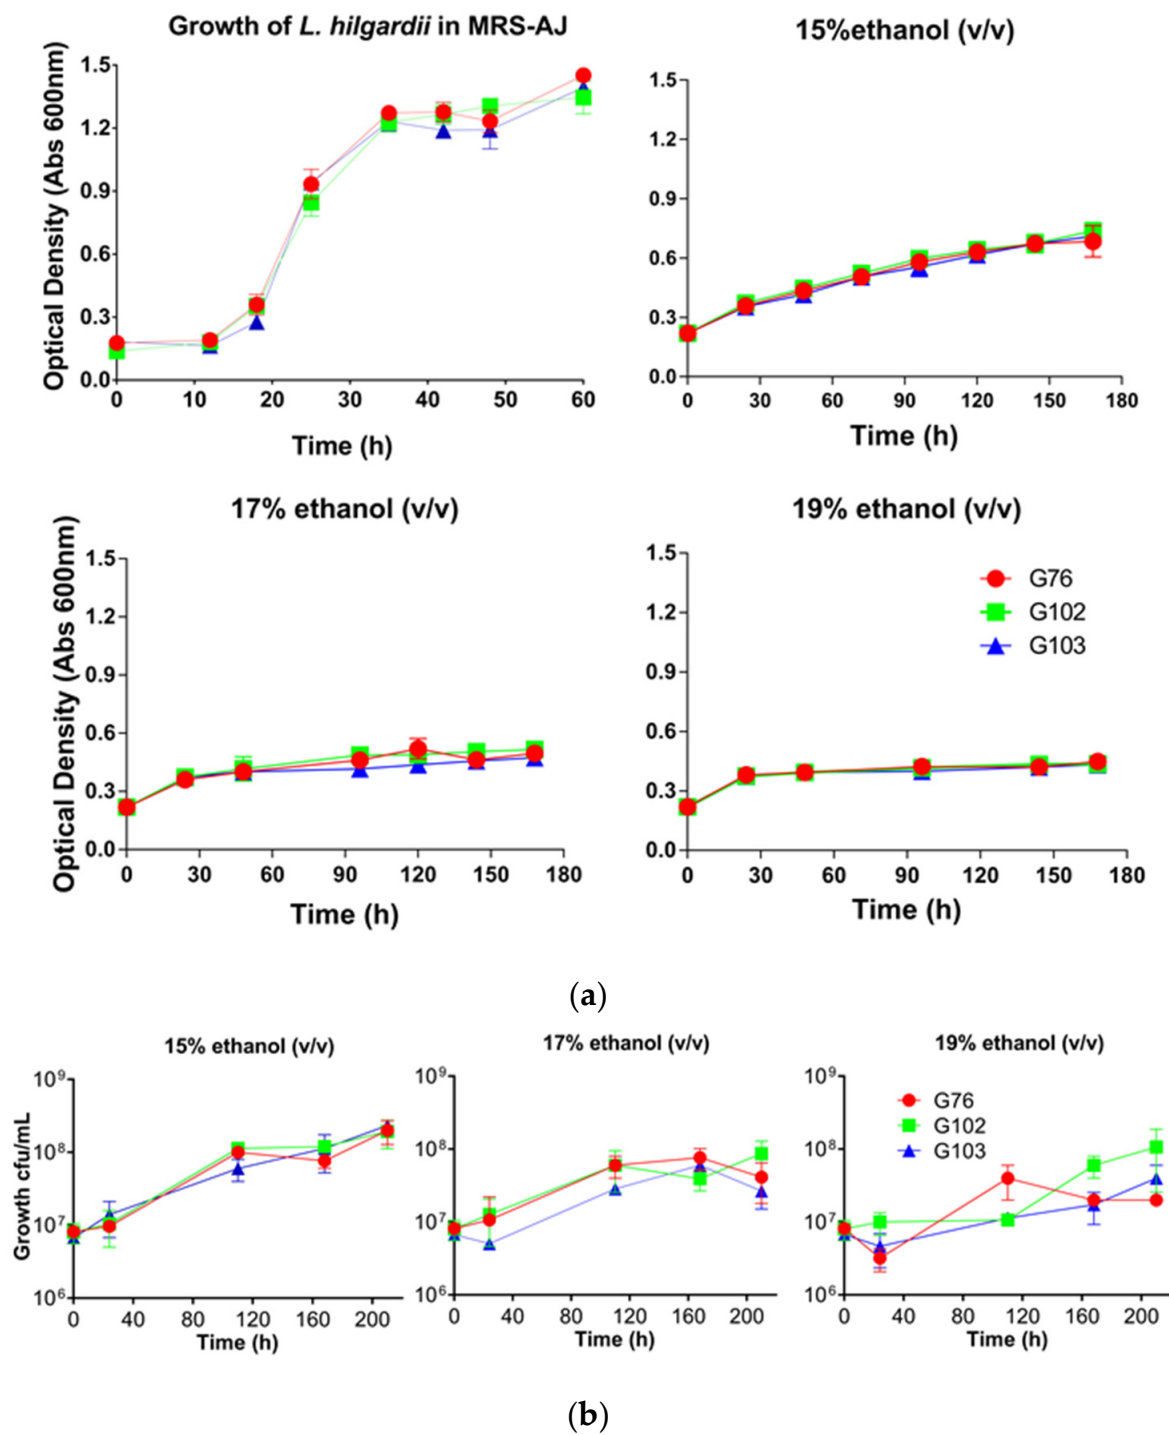 Growth of L. hilgardii in MRS-AJ
Optical Density (Abs 600nm)
1.5
1.2
0.9
0.6
0.3
0.0
0 10 20 30 40 50 60
Time (h)
15%ethanol (v/v)
1.5
1.2
0.9
0.6
0.3
0.0
0 30 60 90 120 150 180
Time (h)
17% ethanol (v/v)
Optical Density (Abs 600nm)
1.5
1.2
0.9
0.6
0.3
0.0
0 30 60 90 120 150 180
Time (h)
19% ethanol (v/v)
1.5
1.2
0.9
0.6
0.3
0.0
G76
G102
G103
0 30 60 90 120 150 180
Time (h)
(a)
15% ethanol (v/v)
Growth cfu/mL
10⁹
10⁸
10⁷
10⁶
0 40 80 120 160 200
Time (h)
17% ethanol (v/v)
10⁹
10⁸
10⁷
10⁶
0 40 80 120 160 200
Time (h)
19% ethanol (v/v)
10⁹
10⁸
10⁷
10⁶
G76
G102
G103
0 40 80 120 160 200
Time (h)
(b)